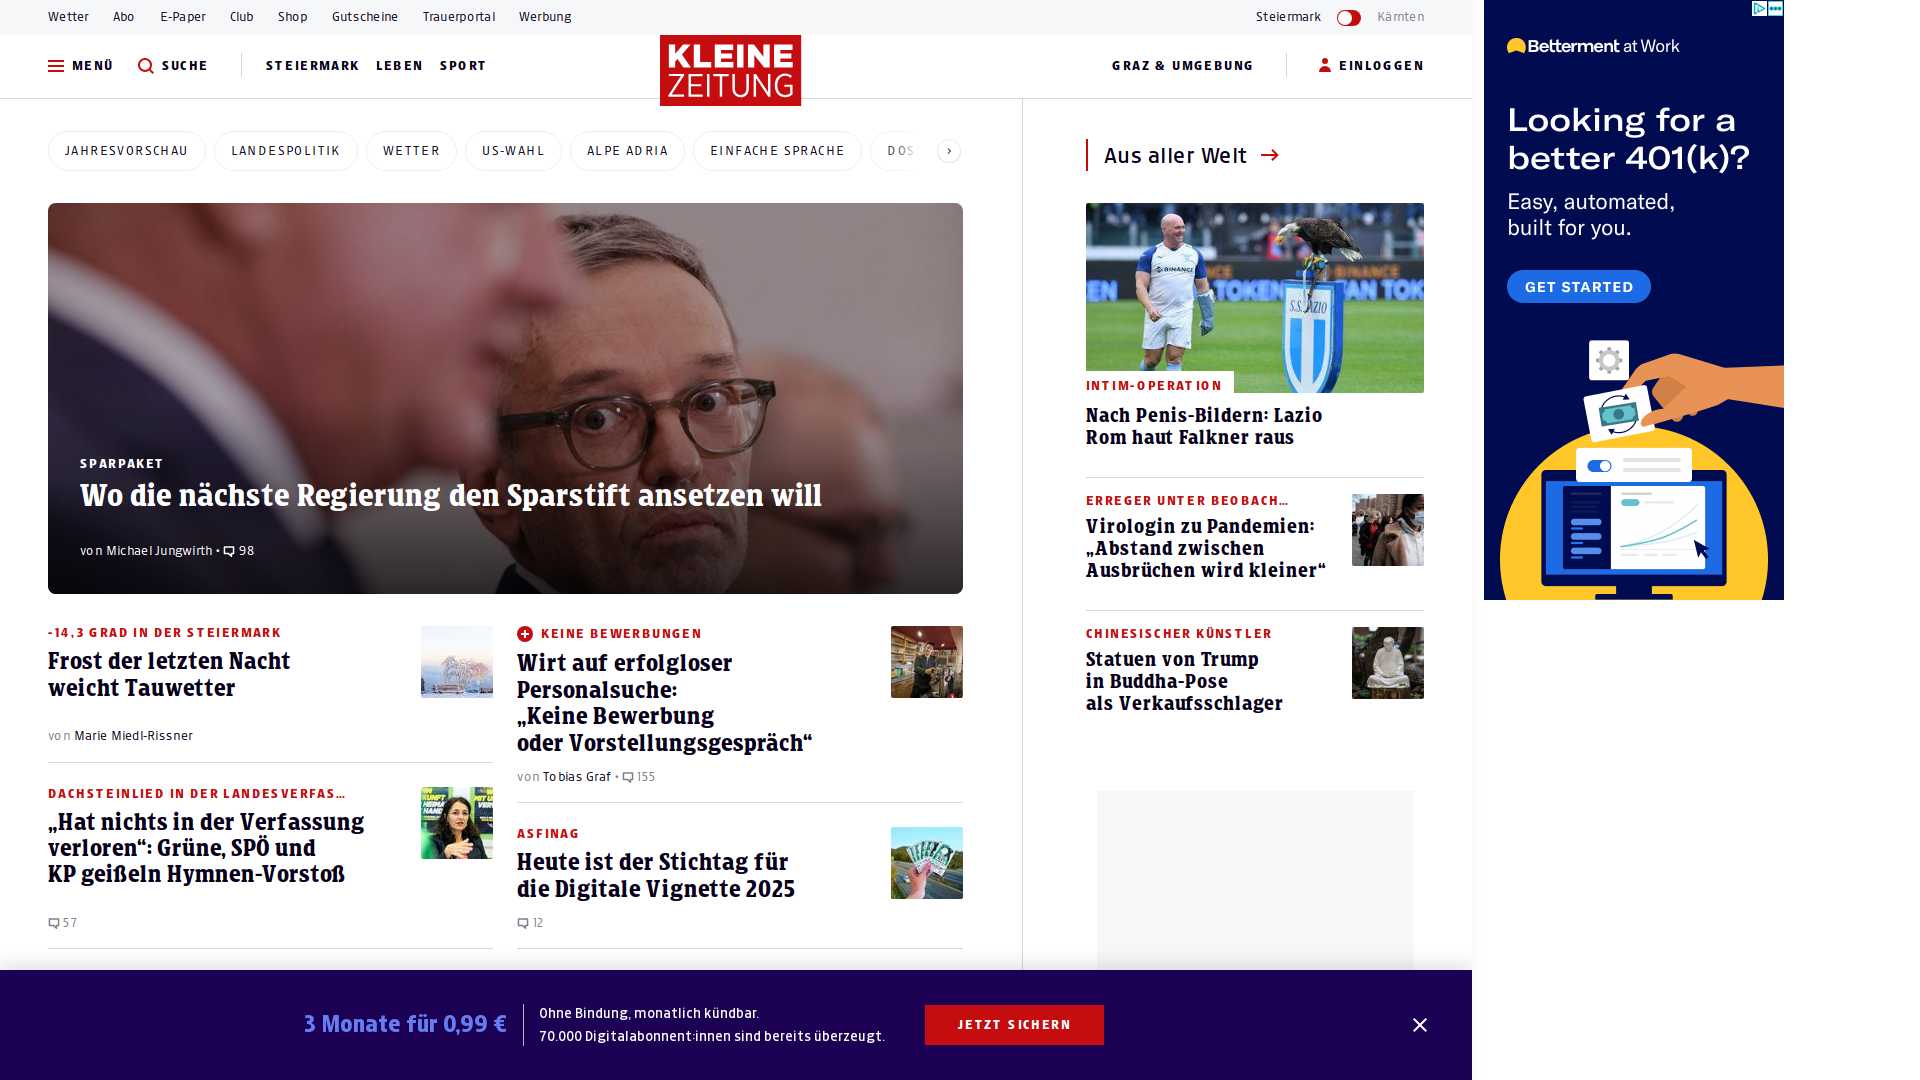 Wetter Abo E-Paper Club Shop Gutscheine Trauerportal Werbung Steiermark Kärnten
MENÜ SUCHE STEIERMARK LEBEN SPORT
KLEINE
ZEITUNG
GRAZ & UMGEBUNG EINLOGGEN
JAHRESVORSCHAU LANDESPOLITIK WETTER US-WAHL ALPE ADRIA EINFACHE SPRACHE DOS
SPARPAKET
Wo die nächste Regierung den Sparstift ansetzen will
von Michael Jungwirth • 98
-14,3 GRAD IN DER STEIERMARK
Frost der letzten Nacht
weicht Tauwetter
von Marie Miedl-Rissner
DACHSTEINLIED IN DER LANDESVERFAS…
„Hat nichts in der Verfassung
verloren“: Grüne, SPÖ und
KP geißeln Hymnen-Vorstoß
57
KEINE BEWERBUNGEN
Wirt auf erfolgloser
Personalsuche:
„Keine Bewerbung
oder Vorstellungsgespräch“
von Tobias Graf • 155
ASFINAG
Heute ist der Stichtag für
die Digitale Vignette 2025
12
Aus aller Welt
BINANCE
S.S. LAZIO
INTIM-OPERATION
Nach Penis-Bildern: Lazio
Rom haut Falkner raus
ERREGER UNTER BEOBACH…
Virologin zu Pandemien:
„Abstand zwischen
Ausbrüchen wird kleiner“
CHINESISCHER KÜNSTLER
Statuen von Trump
in Buddha-Pose
als Verkaufsschlager
Betterment at Work
Looking for a
better 401(k)?
Easy, automated,
built for you.
GET STARTED
3 Monate für 0,99 €
Ohne Bindung, monatlich kündbar.
70.000 Digitalabonnent:innen sind bereits überzeugt.
JETZT SICHERN